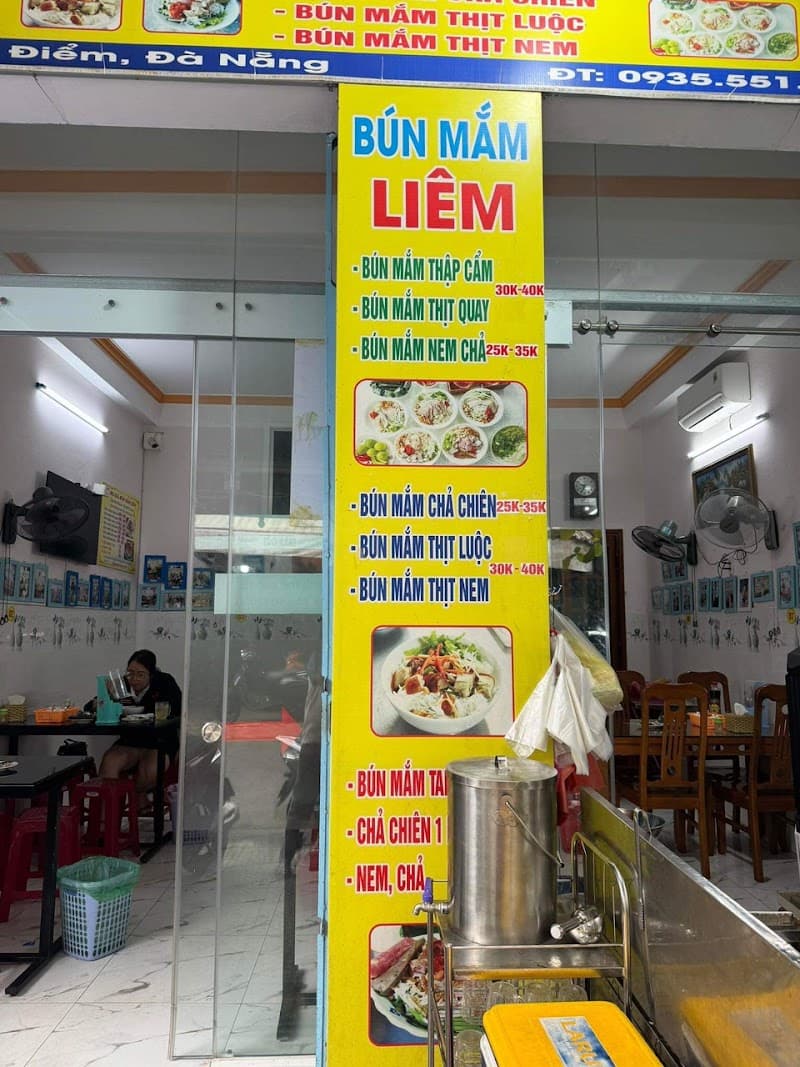 - BÚN MẮM THỊT LUỘC
- BÚN MẮM THỊT NEM
Điểm, Đà Nẵng
ĐT: 0935.551.
BÚN MẮM
LIÊM
- BÚN MẮM THẬP CẨM
30K-40K
- BÚN MẮM THỊT QUAY
- BÚN MẮM NEM CHẢ 25K-35K
- BÚN MẮM CHẢ CHIÊN 25K-35K
- BÚN MẮM THỊT LUỘC
30K-40K
- BÚN MẮM THỊT NEM
- BÚN MẮM TAI
- CHẢ CHIÊN 1
- NEM, CHẢ